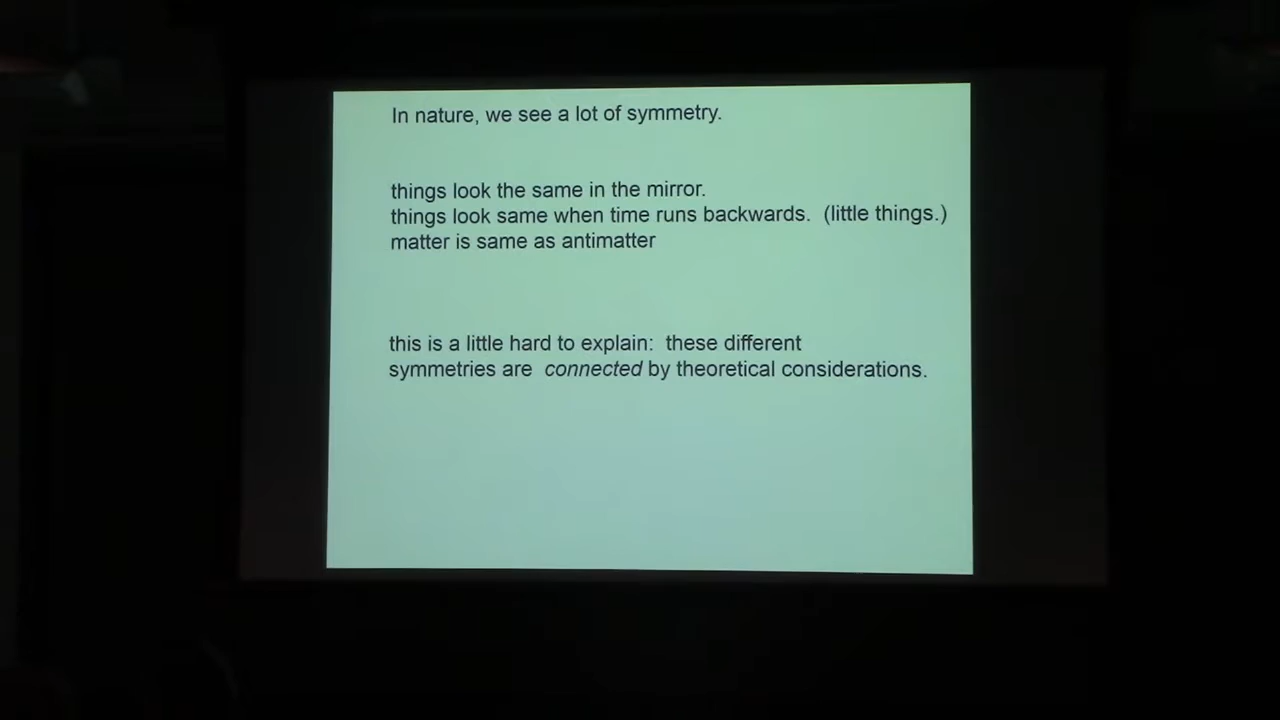 In nature, we see a lot of symmetry.
things look the same in the mirror.
things look same when time runs backwards. (little things.)
matter is same as antimatter
this is a little hard to explain: these different
symmetries are connected by theoretical considerations.